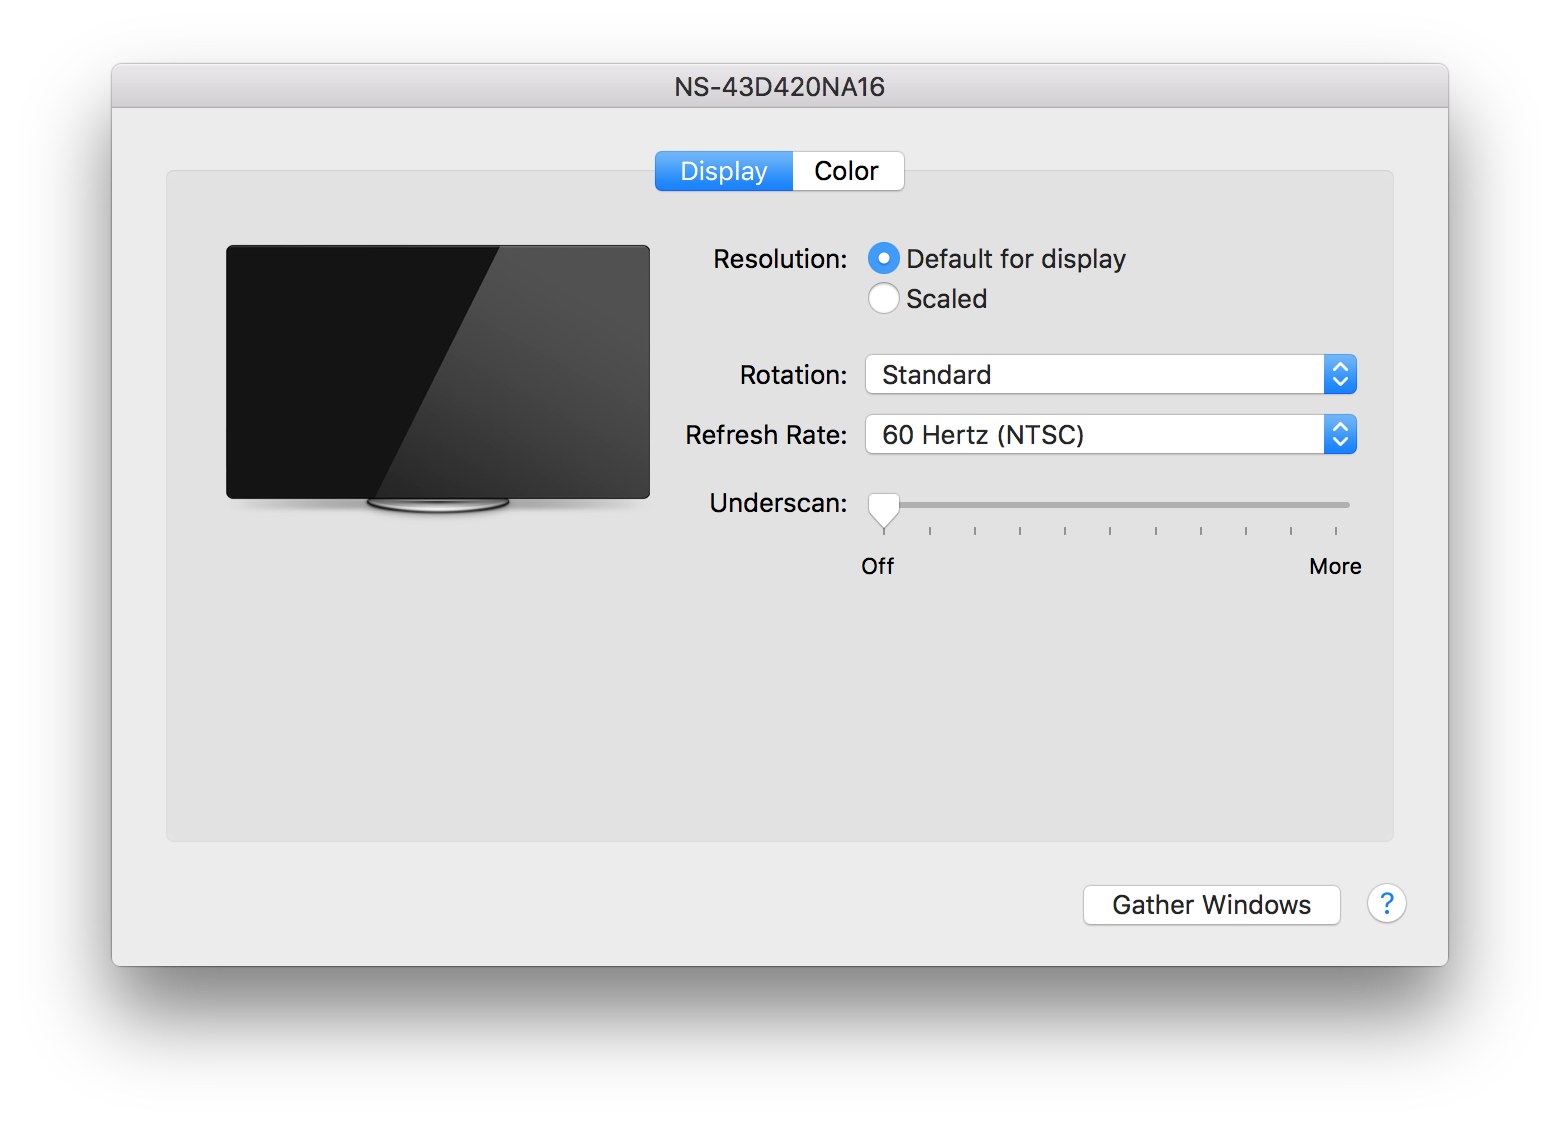 NS-43D420NA16
Display Color
Resolution: Default for display
Scaled
Rotation: Standard
Refresh Rate: 60 Hertz (NTSC)
Underscan:
Off More
Gather Windows ?